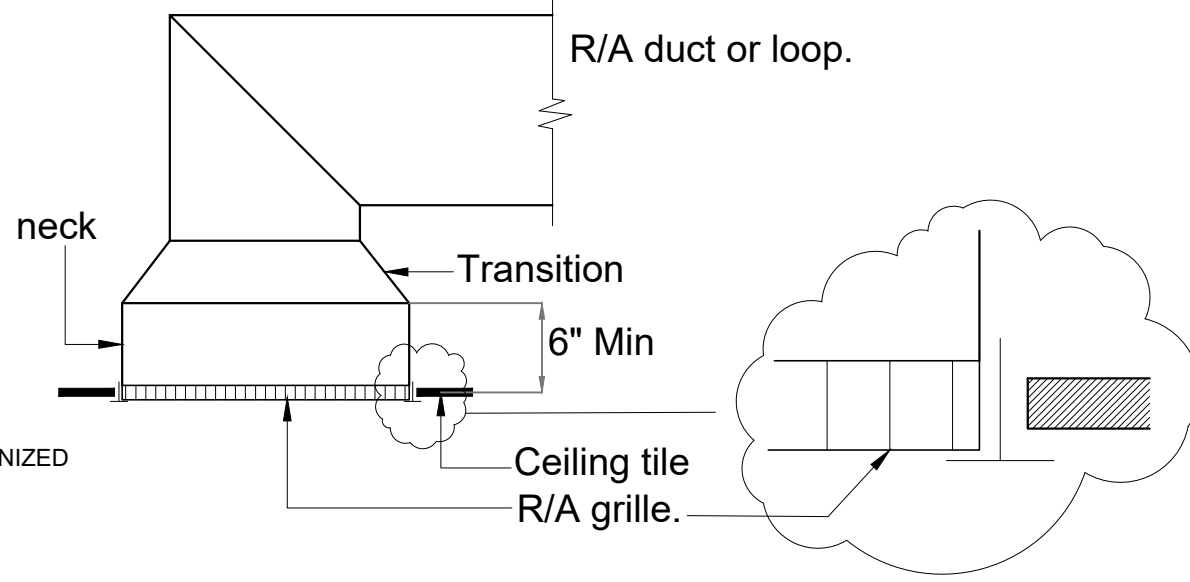 R/A duct or loop.
neck
Transition
6" Min
NIZED
Ceiling tile
R/A grille.